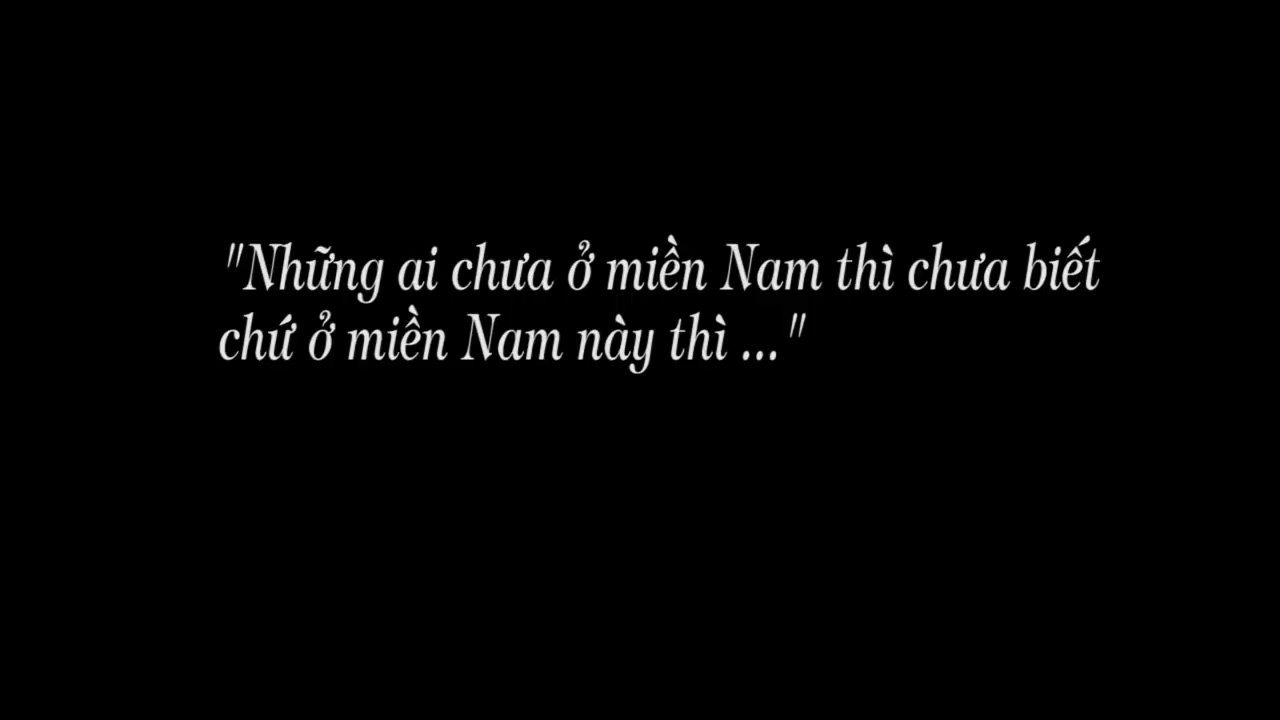 "Những ai chưa ở miền Nam thì chưa biết
chứ ở miền Nam này thì ..."